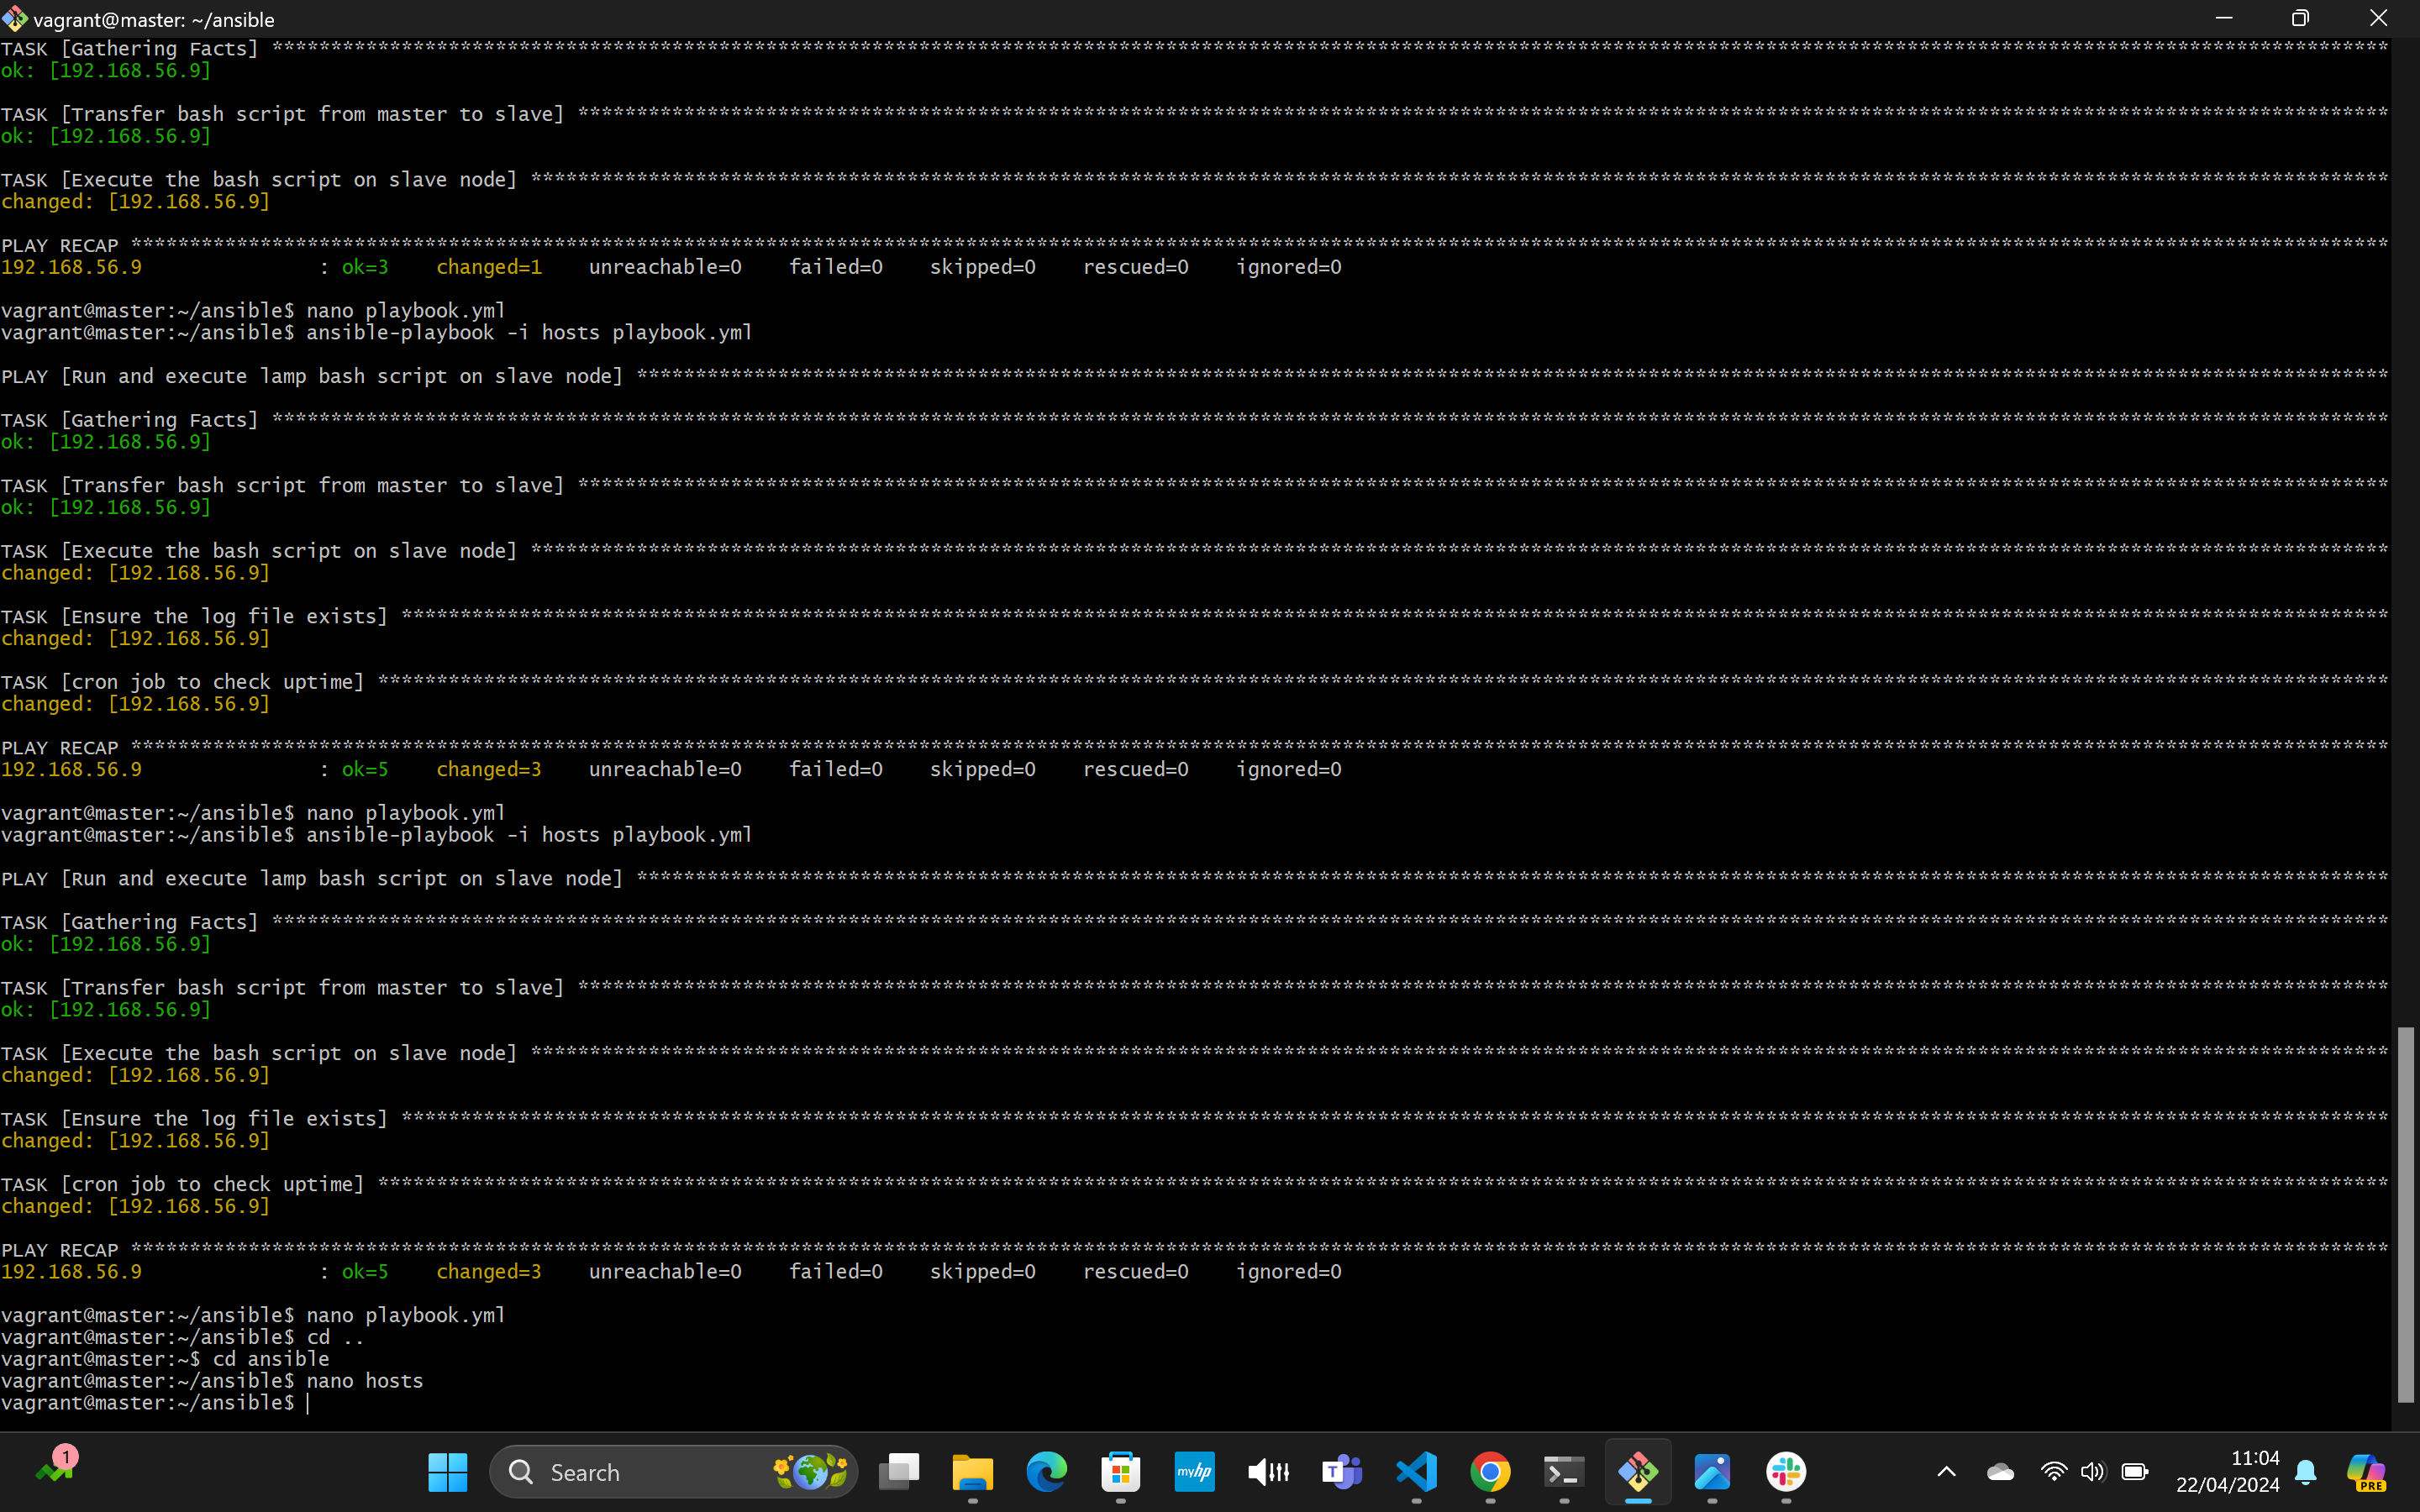 vagrant@master: ~/ansible
TASK [Gathering Facts] ****************************************************************************************************************************************************************************************
ok: [192.168.56.9]
TASK [Transfer bash script from master to slave] **********************************************************************************************************************************************************
ok: [192.168.56.9]
TASK [Execute the bash script on slave node] **************************************************************************************************************************************************************
changed: [192.168.56.9]
PLAY RECAP ****************************************************************************************************************************************************************************************************
192.168.56.9               : ok=3    changed=1    unreachable=0    failed=0    skipped=0    rescued=0    ignored=0
vagrant@master:~/ansible$ nano playbook.yml
vagrant@master:~/ansible$ ansible-playbook -i hosts playbook.yml
PLAY [Run and execute lamp bash script on slave node] *****************************************************************************************************************************************************
TASK [Gathering Facts] ****************************************************************************************************************************************************************************************
ok: [192.168.56.9]
TASK [Transfer bash script from master to slave] **********************************************************************************************************************************************************
ok: [192.168.56.9]
TASK [Execute the bash script on slave node] **************************************************************************************************************************************************************
changed: [192.168.56.9]
TASK [Ensure the log file exists] *************************************************************************************************************************************************************************
changed: [192.168.56.9]
TASK [cron job to check uptime] ***************************************************************************************************************************************************************************
changed: [192.168.56.9]
PLAY RECAP ****************************************************************************************************************************************************************************************************
192.168.56.9               : ok=5    changed=3    unreachable=0    failed=0    skipped=0    rescued=0    ignored=0
vagrant@master:~/ansible$ nano playbook.yml
vagrant@master:~/ansible$ ansible-playbook -i hosts playbook.yml
PLAY [Run and execute lamp bash script on slave node] *****************************************************************************************************************************************************
TASK [Gathering Facts] ****************************************************************************************************************************************************************************************
ok: [192.168.56.9]
TASK [Transfer bash script from master to slave] **********************************************************************************************************************************************************
ok: [192.168.56.9]
TASK [Execute the bash script on slave node] **************************************************************************************************************************************************************
changed: [192.168.56.9]
TASK [Ensure the log file exists] *************************************************************************************************************************************************************************
changed: [192.168.56.9]
TASK [cron job to check uptime] ***************************************************************************************************************************************************************************
changed: [192.168.56.9]
PLAY RECAP ****************************************************************************************************************************************************************************************************
192.168.56.9               : ok=5    changed=3    unreachable=0    failed=0    skipped=0    rescued=0    ignored=0
vagrant@master:~/ansible$ nano playbook.yml
vagrant@master:~/ansible$ cd ..
vagrant@master:~$ cd ansible
vagrant@master:~/ansible$ nano hosts
vagrant@master:~/ansible$
1
Search
myhp
T
11:04
22/04/2024
PRE